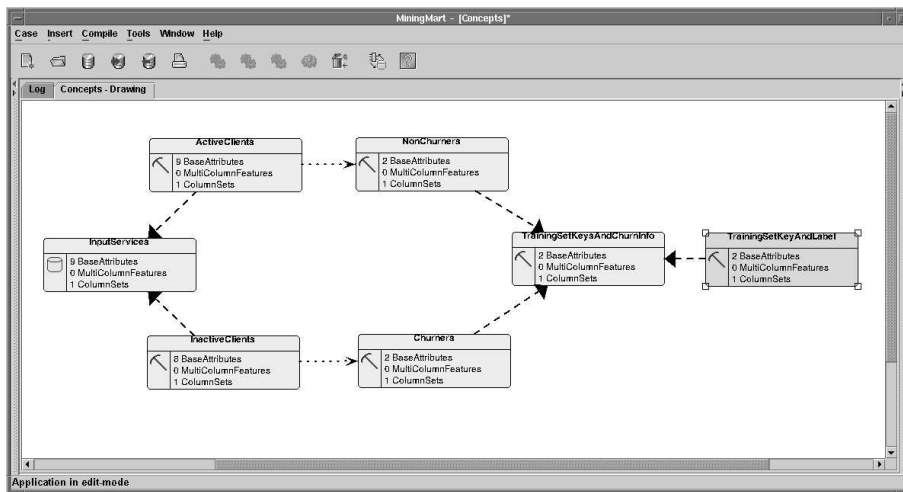 MiningMart - [Concepts]*
Case Insert Compile Tools Window Help
Log Concepts - Drawing
ActiveClients
9 BaseAttributes
0 MultiColumnFeatures
1 ColumnSets
NonChurners
2 BaseAttributes
0 MultiColumnFeatures
1 ColumnSets
InputServices
9 BaseAttributes
0 MultiColumnFeatures
1 ColumnSets
TrainingSetKeysAndChurnInfo
2 BaseAttributes
0 MultiColumnFeatures
1 ColumnSets
TrainingSetKeyAndLabel
2 BaseAttributes
0 MultiColumnFeatures
1 ColumnSets
InactiveClients
8 BaseAttributes
0 MultiColumnFeatures
1 ColumnSets
Churners
2 BaseAttributes
0 MultiColumnFeatures
1 ColumnSets
Application in edit-mode